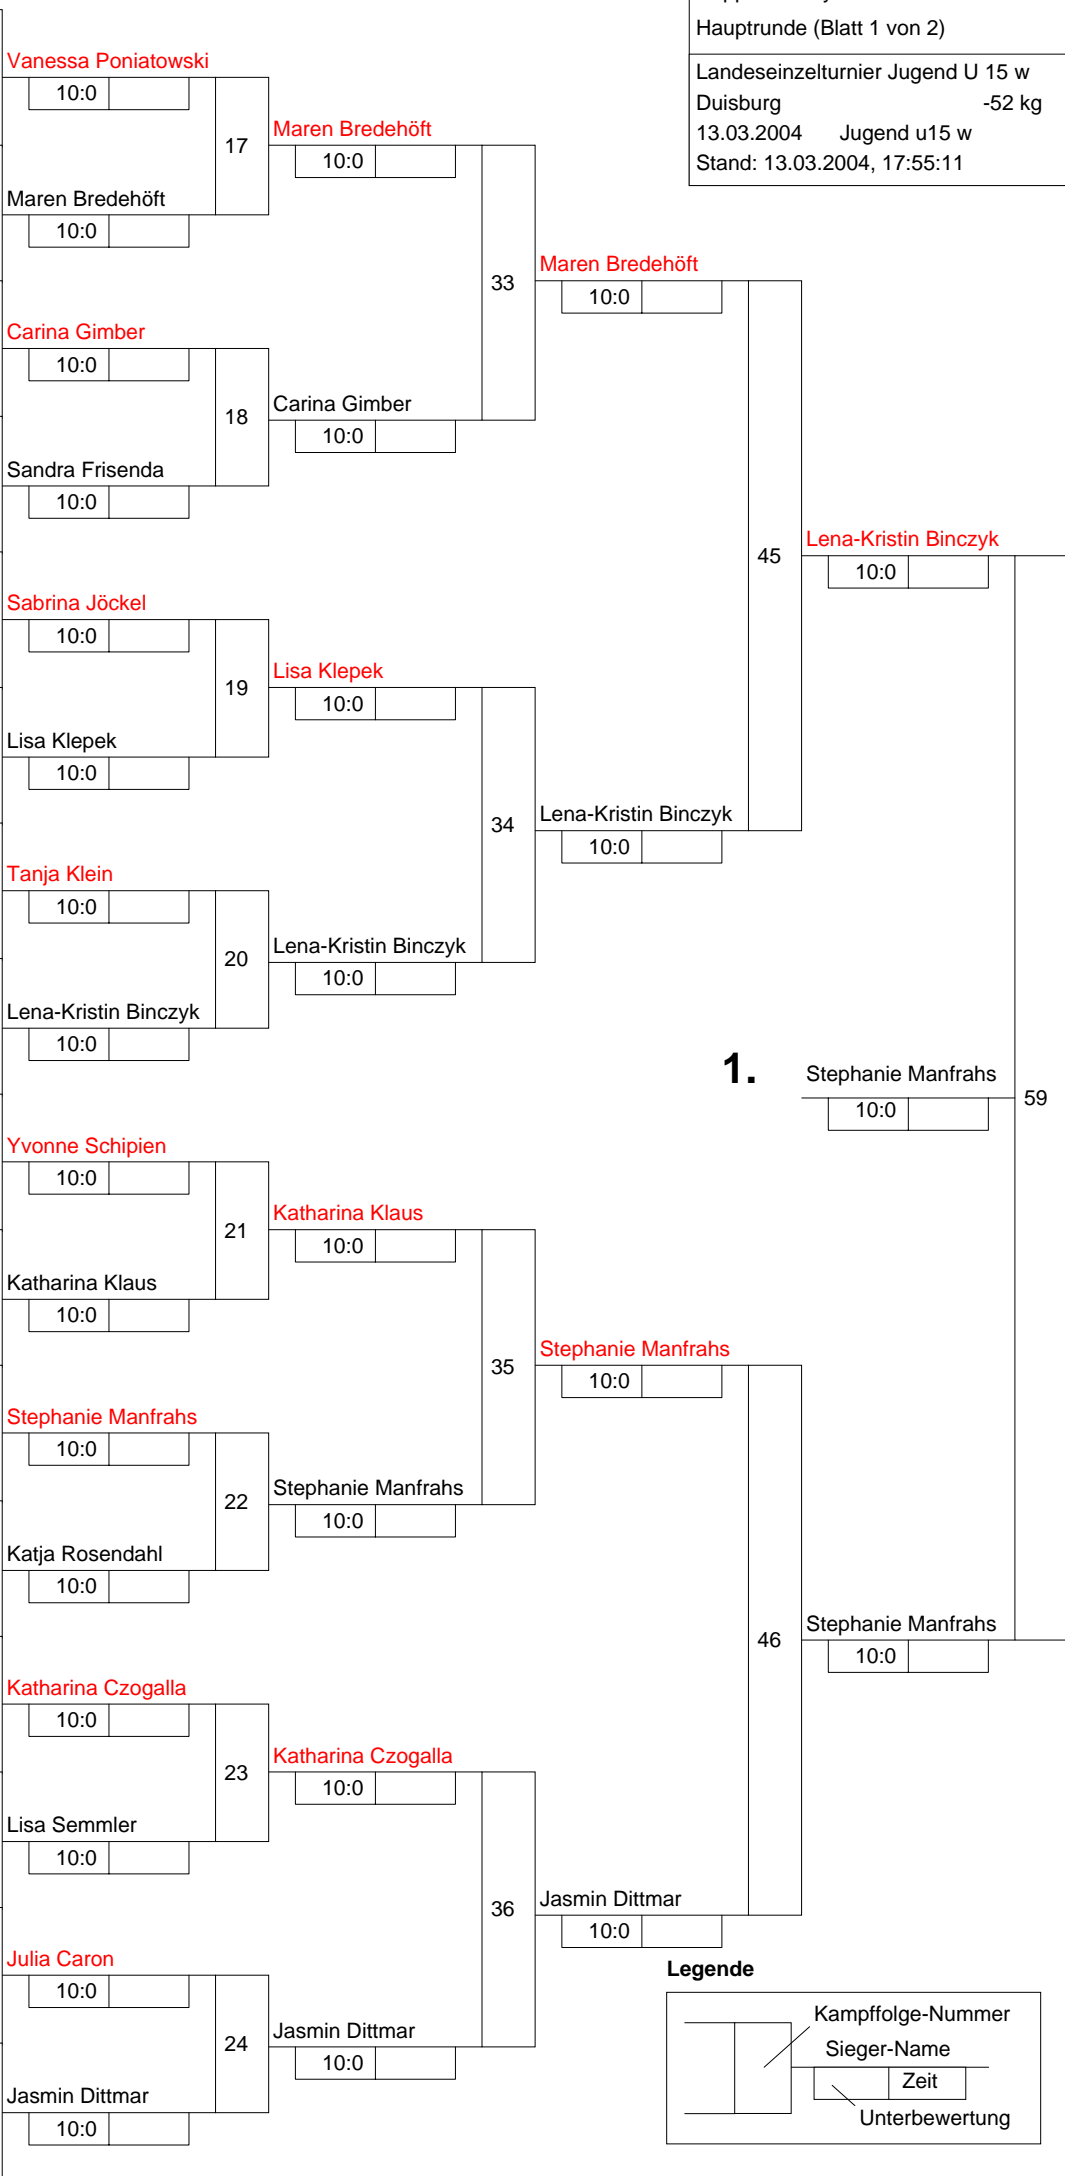 Hauptrunde (Blatt 1 von 2)
Landeseinzelturnier Jugend U 15 w
Duisburg -52 kg
13.03.2004 Jugend u15 w
Stand: 13.03.2004, 17:55:11
Vanessa Poniatowski
10:0
17
Maren Bredehöft
10:0
Maren Bredehöft
10:0
33
Maren Bredehöft
10:0
Carina Gimber
10:0
18
Carina Gimber
10:0
Sandra Frisenda
10:0
45
Lena-Kristin Binczyk
10:0
Sabrina Jöckel
10:0
19
Lisa Klepek
10:0
Lisa Klepek
10:0
34
Lena-Kristin Binczyk
10:0
Tanja Klein
10:0
20
Lena-Kristin Binczyk
10:0
Lena-Kristin Binczyk
10:0
1.
Stephanie Manfrahs
10:0
59
Yvonne Schipien
10:0
21
Katharina Klaus
10:0
Katharina Klaus
10:0
35
Stephanie Manfrahs
10:0
Stephanie Manfrahs
10:0
22
Stephanie Manfrahs
10:0
Katja Rosendahl
10:0
46
Stephanie Manfrahs
10:0
Katharina Czogalla
10:0
23
Katharina Czogalla
10:0
Lisa Semmler
10:0
36
Jasmin Dittmar
10:0
Julia Caron
10:0
24
Jasmin Dittmar
10:0
Jasmin Dittmar
10:0
Legende
Kampffolge-Nummer
Sieger-Name
Zeit
Unterbewertung